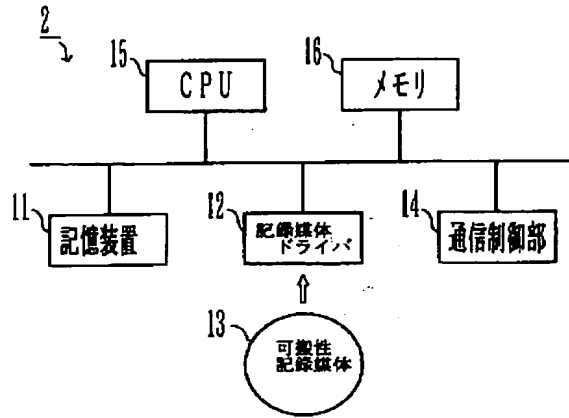 2
15
CPU
16
メモリ
11
記憶装置
12
記録媒体
ドライバ
14
通信制御部
13
可搬性
記録媒体